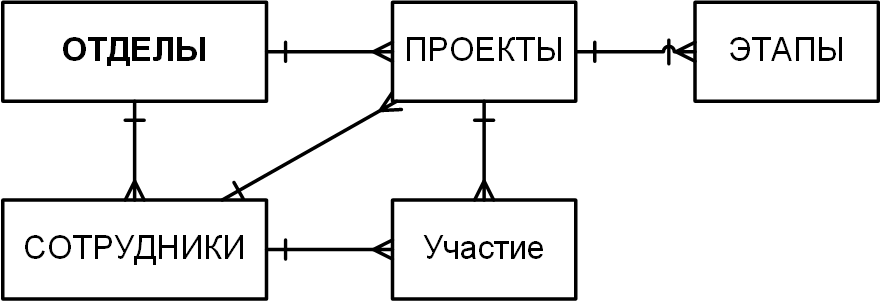 ОТДЕЛЫ
ПРОЕКТЫ
ЭТАПЫ
СОТРУДНИКИ
Участие